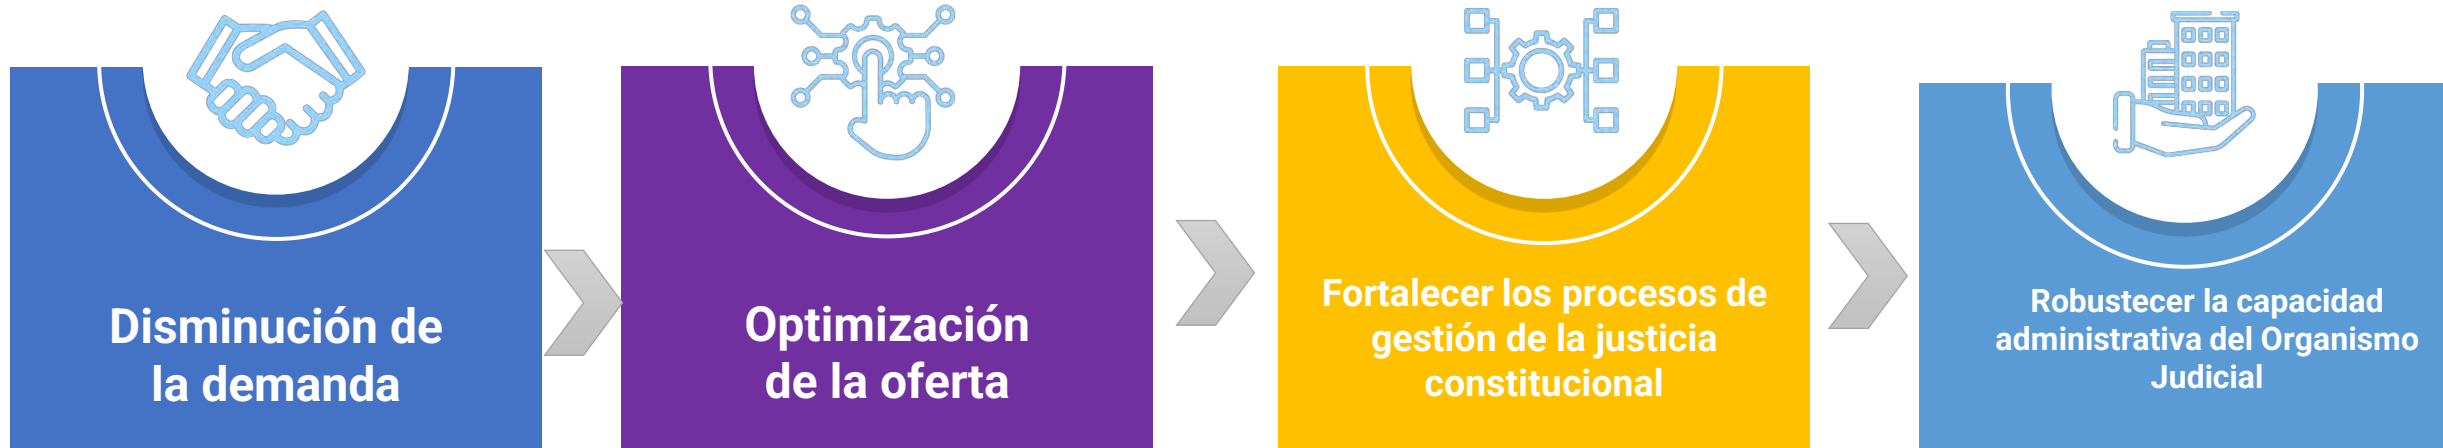 Disminución de
la demanda
Optimización
de la oferta
Fortalecer los procesos de
gestión de la justicia
constitucional
Robustecer la capacidad
administrativa del Organismo
Judicial